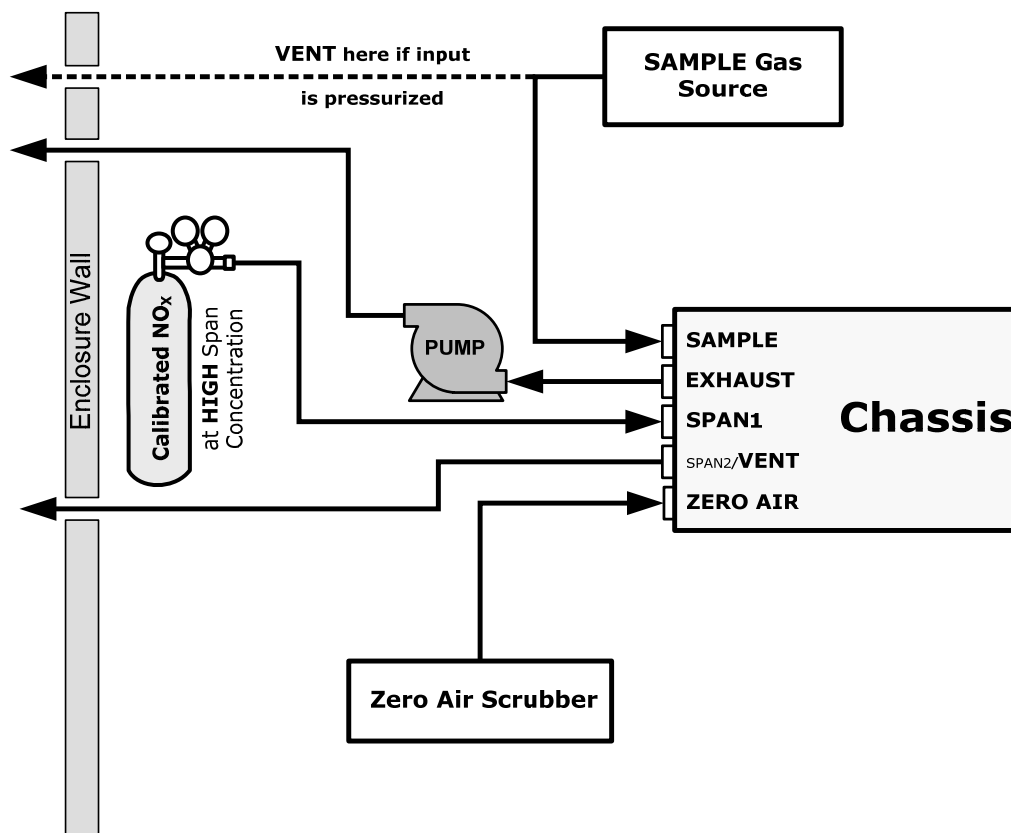 VENT here if input
is pressurized
SAMPLE Gas
Source
Enclosure Wall
Calibrated NOx
at HIGH Span
Concentration
PUMP
SAMPLE
EXHAUST
SPAN1
SPAN2/VENT
ZERO AIR
Chassis
Zero Air Scrubber